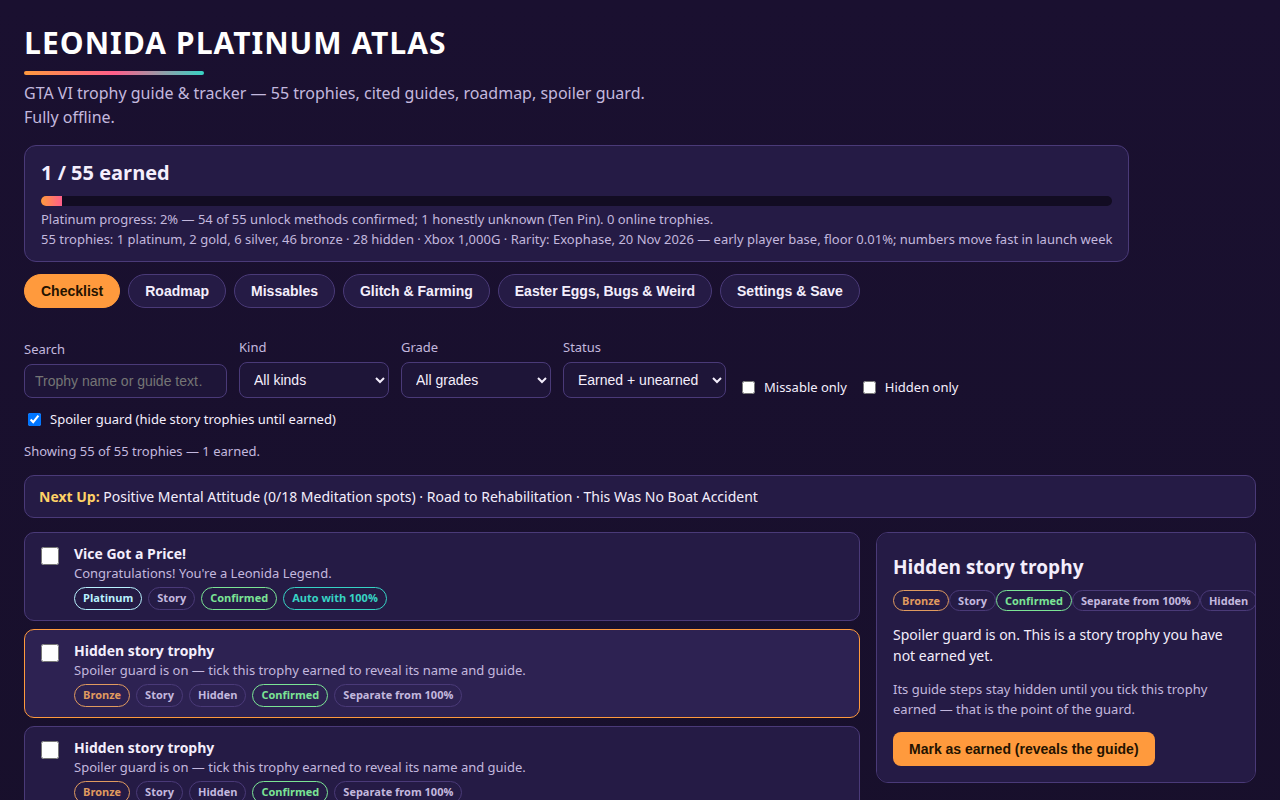 LEONIDA PLATINUM ATLAS
GTA VI trophy guide & tracker — 55 trophies, cited guides, roadmap, spoiler guard.
Fully offline.
1 / 55 earned
Platinum progress: 2% — 54 of 55 unlock methods confirmed; 1 honestly unknown (Ten Pin). 0 online trophies.
55 trophies: 1 platinum, 2 gold, 6 silver, 46 bronze · 28 hidden · Xbox 1,000G · Rarity: Exophase, 20 Nov 2026 — early player base, floor 0.01%; numbers move fast in launch week
Checklist Roadmap Missables Glitch & Farming Easter Eggs, Bugs & Weird Settings & Save
Search Kind Grade Status
Trophy name or guide text. All kinds All grades Earned + unearned Missable only Hidden only
Spoiler guard (hide story trophies until earned)
Showing 55 of 55 trophies — 1 earned.
Next Up: Positive Mental Attitude (0/18 Meditation spots) · Road to Rehabilitation · This Was No Boat Accident
Vice Got a Price!
Congratulations! You're a Leonida Legend.
Platinum Story Confirmed Auto with 100%
Hidden story trophy
Spoiler guard is on — tick this trophy earned to reveal its name and guide.
Bronze Story Hidden Confirmed Separate from 100%
Hidden story trophy
Spoiler guard is on — tick this trophy earned to reveal its name and guide.
Bronze Story Hidden Confirmed Separate from 100%
Hidden story trophy
Bronze Story Confirmed Separate from 100% Hidden
Spoiler guard is on. This is a story trophy you have
not earned yet.
Its guide steps stay hidden until you tick this trophy
earned — that is the point of the guard.
Mark as earned (reveals the guide)